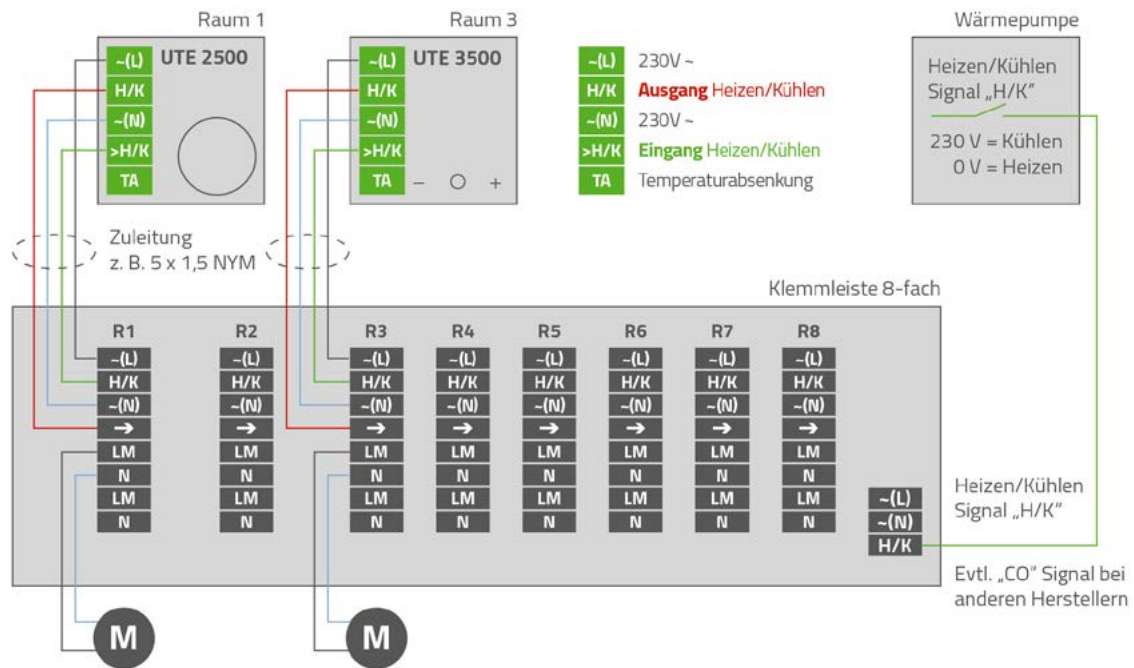 Raum 1
UTE 2500
~(L)
H/K
~(N)
>H/K
TA
Raum 3
UTE 3500
~(L)
H/K
~(N)
>H/K
TA
− O +
~(L) 230V ~
H/K Ausgang Heizen/Kühlen
~(N) 230V ~
>H/K Eingang Heizen/Kühlen
TA Temperaturabsenkung
Wärmepumpe
Heizen/Kühlen
Signal „H/K“
230 V = Kühlen
0 V = Heizen
Zuleitung
z. B. 5 x 1,5 NYM
Klemmleiste 8-fach
R1 R2 R3 R4 R5 R6 R7 R8
~(L) ~(L) ~(L) ~(L) ~(L) ~(L) ~(L) ~(L)
H/K H/K H/K H/K H/K H/K H/K H/K
~(N) ~(N) ~(N) ~(N) ~(N) ~(N) ~(N) ~(N)
→ → → → → → → →
LM LM LM LM LM LM LM LM
N N N N N N N N
LM LM LM LM LM LM LM LM
N N N N N N N N
~(L)
~(N)
H/K
Heizen/Kühlen
Signal „H/K“
Evtl. „CO“ Signal bei
anderen Herstellern
M M